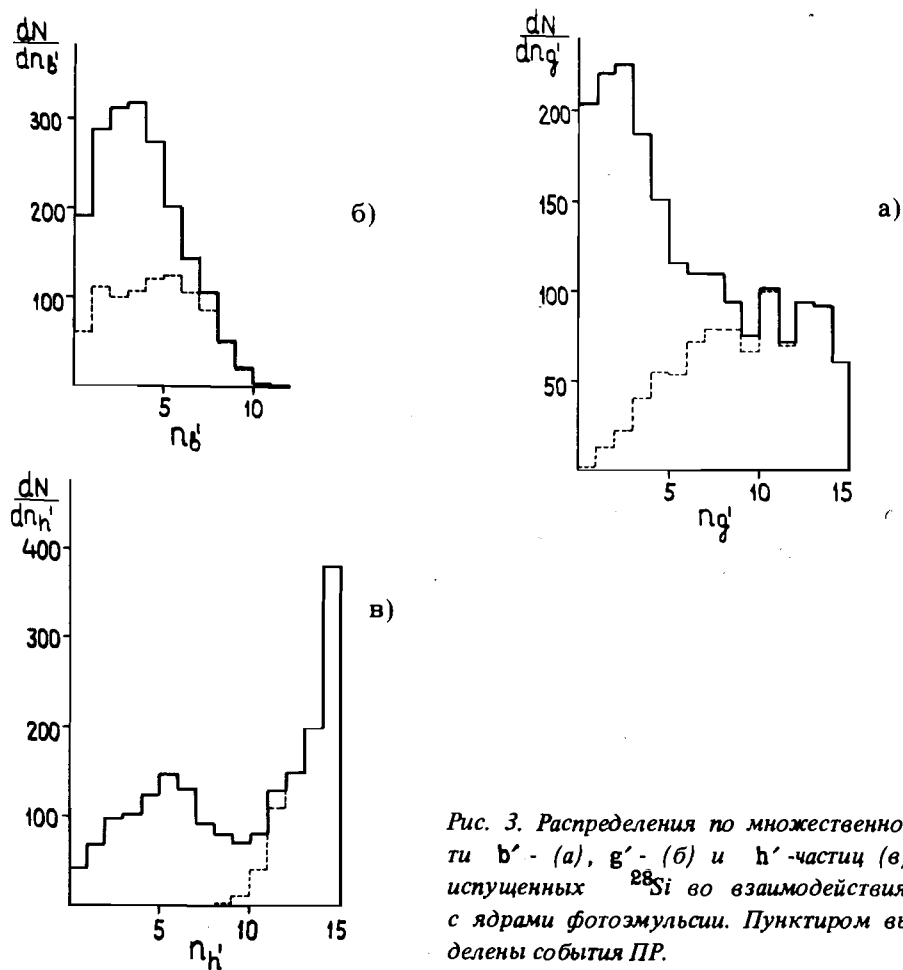 dN
dn_b'
300
200
100
5
10
n_b'
б)
dN
dn_g'
200
150
100
50
5
10
15
n_g'
а)
dN
dn_h'
400
300
200
100
5
10
15
n_h'
в)
Рис. 3. Распределения по множественно
ти b′ - (а), g′ - (б) и h′ -частиц (в)
испущенных ²⁸Si во взаимодействия
с ядрами фотоэмульсии. Пунктиром вы
делены события ПР.